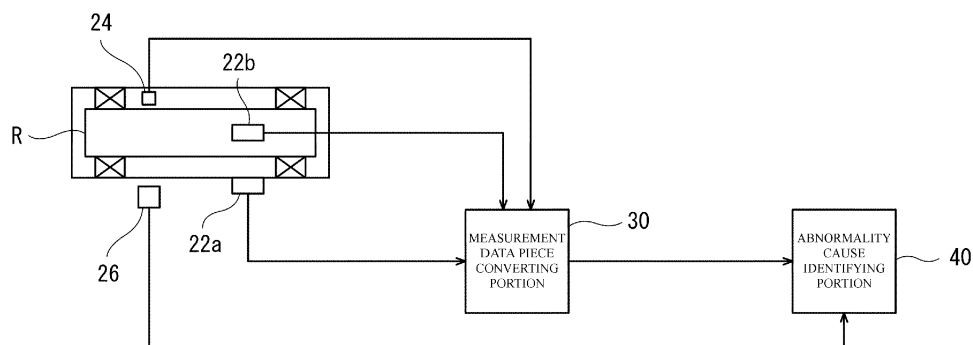 24
22b
R
26
22a
30
MEASUREMENT
DATA PIECE
CONVERTING
PORTION
ABNORMALITY
CAUSE
IDENTIFYING
PORTION
40